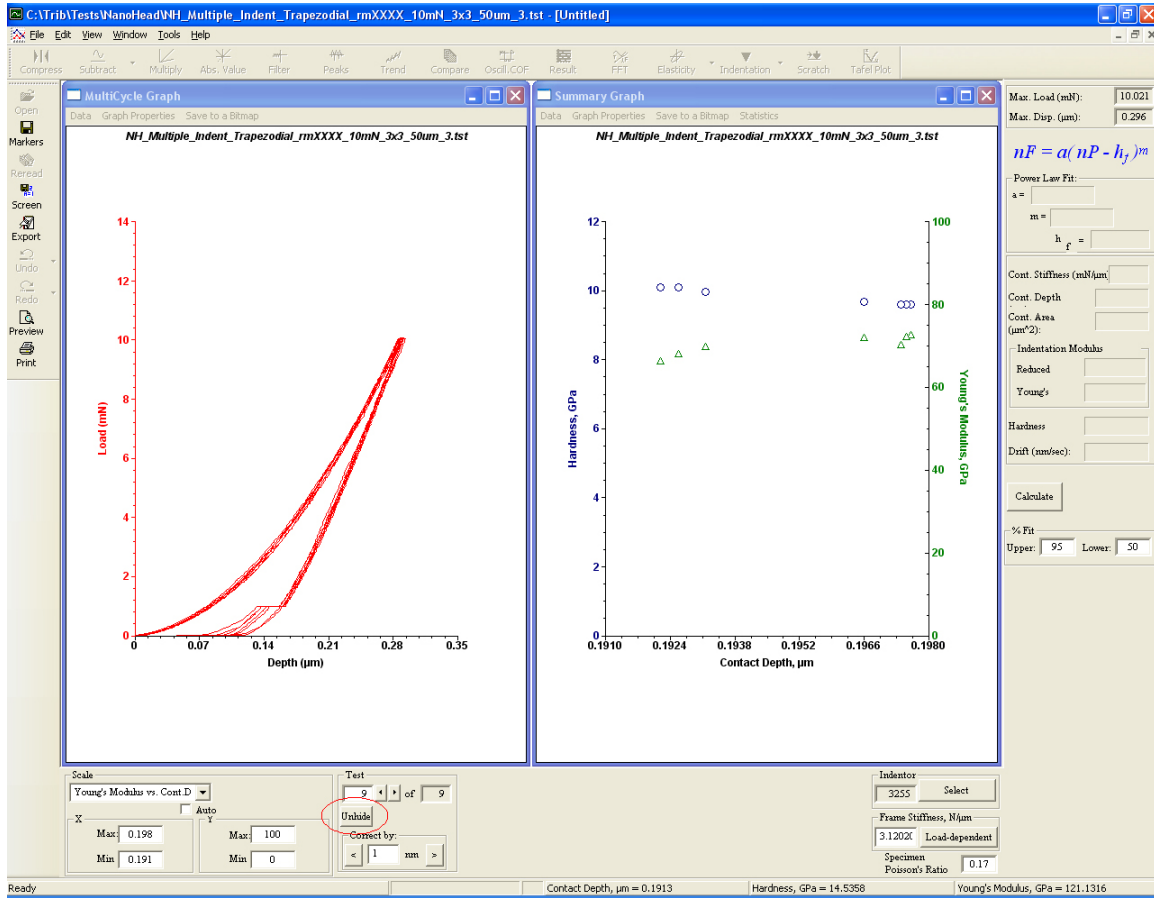 C:\Trib\Tests\NanoHead\NH_Multiple_Indent_Trapezodial_rmXXXX_10mN_3x3_50um_3.tst - [Untitled]
File Edit View Window Tools Help
Compress Subtract Multiply Abs. Value Filter Peaks Trend Compare Oscill.COF Result FFT Elasticity Indentation Scratch Tafel Plot
Open
Markers
Reread
Screen
Export
Undo
Redo
Preview
Print
MultiCycle Graph
Data Graph Properties Save to a Bitmap
NH_Multiple_Indent_Trapezodial_rmXXXX_10mN_3x3_50um_3.tst
14
12
10
8
6
4
2
0
Load (mN)
0 0.07 0.14 0.21 0.28 0.35
Depth (µm)
Summary Graph
Data Graph Properties Save to a Bitmap Statistics
NH_Multiple_Indent_Trapezodial_rmXXXX_10mN_3x3_50um_3.tst
12
10
8
6
4
2
0
Hardness, GPa
100
80
60
40
20
0
Young's Modulus, GPa
0.1910 0.1924 0.1938 0.1952 0.1966 0.1980
Contact Depth, µm
Max. Load (mN): 10.021
Max. Disp. (µm): 0.296
nF = a( nP - hf )m
Power Law Fit:
a =
m =
h f =
Cont. Stiffness (mN/µm)
Cont. Depth
Cont. Area
(µm^2):
Indentation Modulus
Reduced
Young's
Hardness
Drift (nm/sec):
Calculate
% Fit
Upper: 95 Lower: 50
Scale
Young's Modulus vs. Cont.D
Auto
X
Max: 0.198
Min 0.191
Y
Max: 100
Min 0
Test
9 of 9
Unhide
Correct by:
< 1 nm >
Indentor
3255 Select
Frame Stiffness, N/µm
3.1202( Load-dependent
Specimen
Poisson's Ratio 0.17
Ready Contact Depth, µm = 0.1913 Hardness, GPa = 14.5358 Young's Modulus, GPa = 121.1316